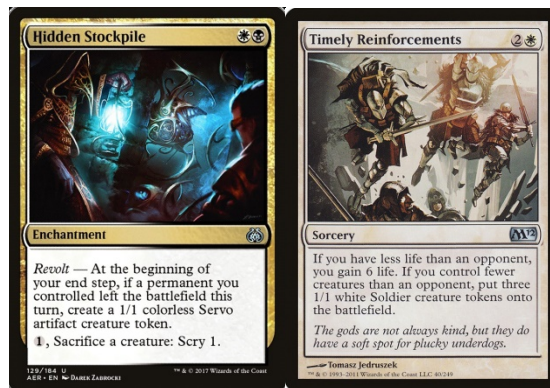 Hidden Stockpile
Enchantment
Revolt — At the beginning of
your end step, if a permanent you
controlled left the battlefield this
turn, create a 1/1 colorless Servo
artifact creature token.
1, Sacrifice a creature: Scry 1.
129/184 U
AER • EN DAREK ZABROCKI
™ & © 2017 Wizards of the Coast
Timely Reinforcements 2
Sorcery M12
If you have less life than an opponent,
you gain 6 life. If you control fewer
creatures than an opponent, put three
1/1 white Soldier creature tokens onto
the battlefield.
The gods are not always kind, but they do
have a soft spot for plucky underdogs.
Tomasz Jedruszek
™ & © 1993–2011 Wizards of the Coast LLC 40/249